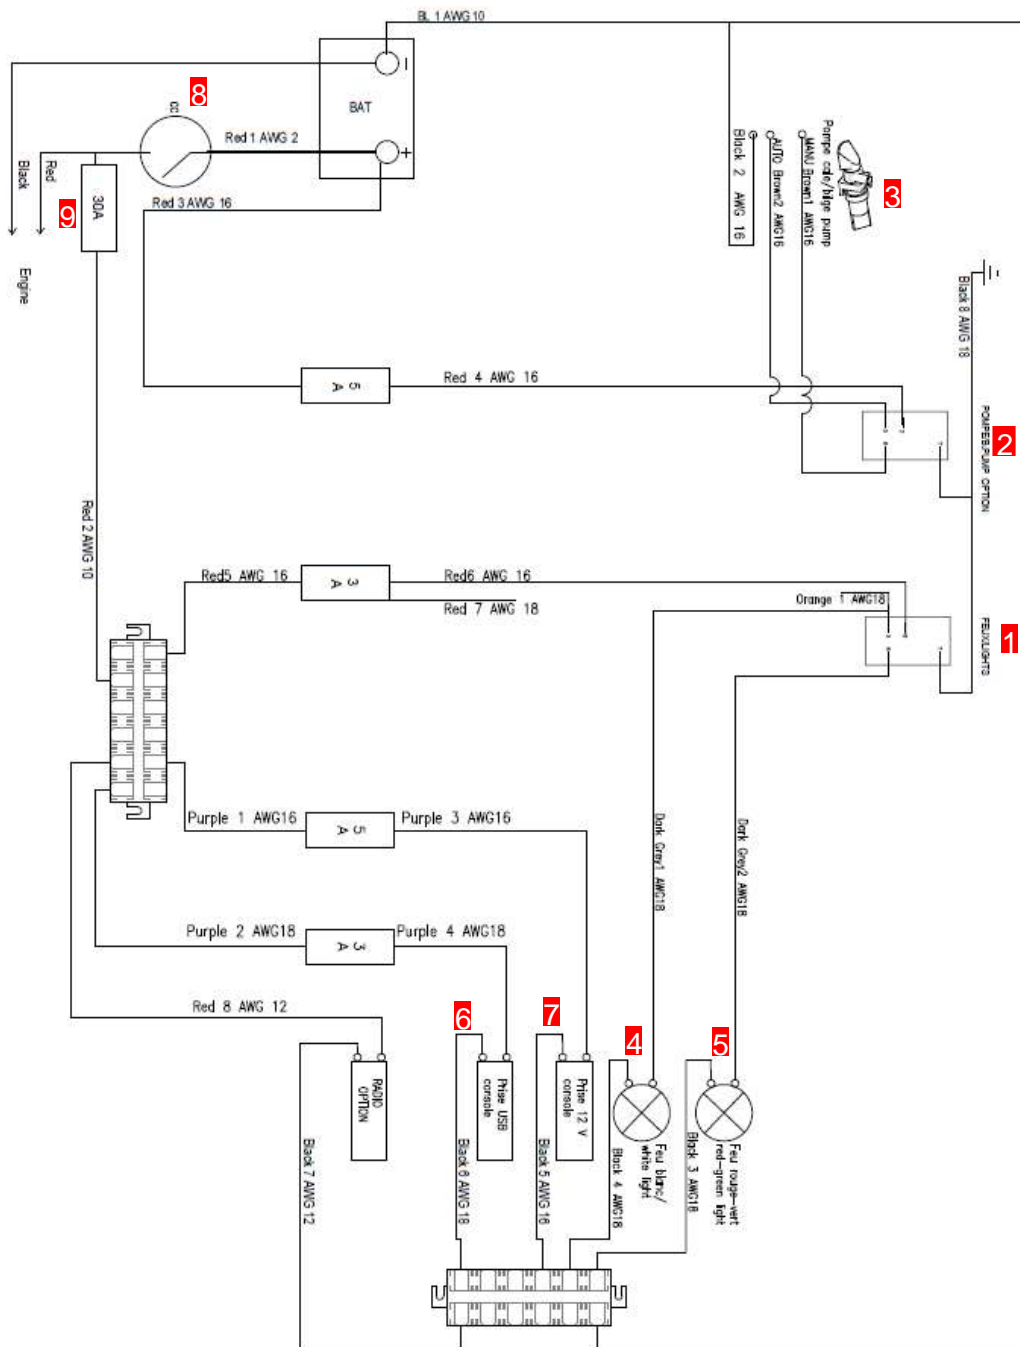 BL 1 AWG 10
8
CC
BAT
Red 1 AWG 2
Red 3 AWG 16
Black
Red
9
30A
Engine
Black 2 AWG 16
AUTO Brown2 AWG16
MANU Brown1 AWG16
Pompe cale/bilge pump
3
Black 8 AWG 18
5 A
Red 4 AWG 16
POMPE/B.PUMP OPTION
2
Red 2 AWG 10
Red5 AWG 16
3 A
Red6 AWG 16
Red 7 AWG 18
Orange 1 AWG18
FEUX/LIGHTS
1
Purple 1 AWG16
5 A
Purple 3 AWG16
Dark Grey1 AWG18
Dark Grey2 AWG18
Purple 2 AWG18
3 A
Purple 4 AWG18
Red 8 AWG 12
6
7
4
5
RADIO
OPTION
Prise USB
console
Prise 12 V
console
Feu blanc/
white light
Feu rouge-vert
red-green light
Black 7 AWG 12
Black 6 AWG 18
Black 5 AWG 16
Black 4 AWG18
Black 3 AWG18